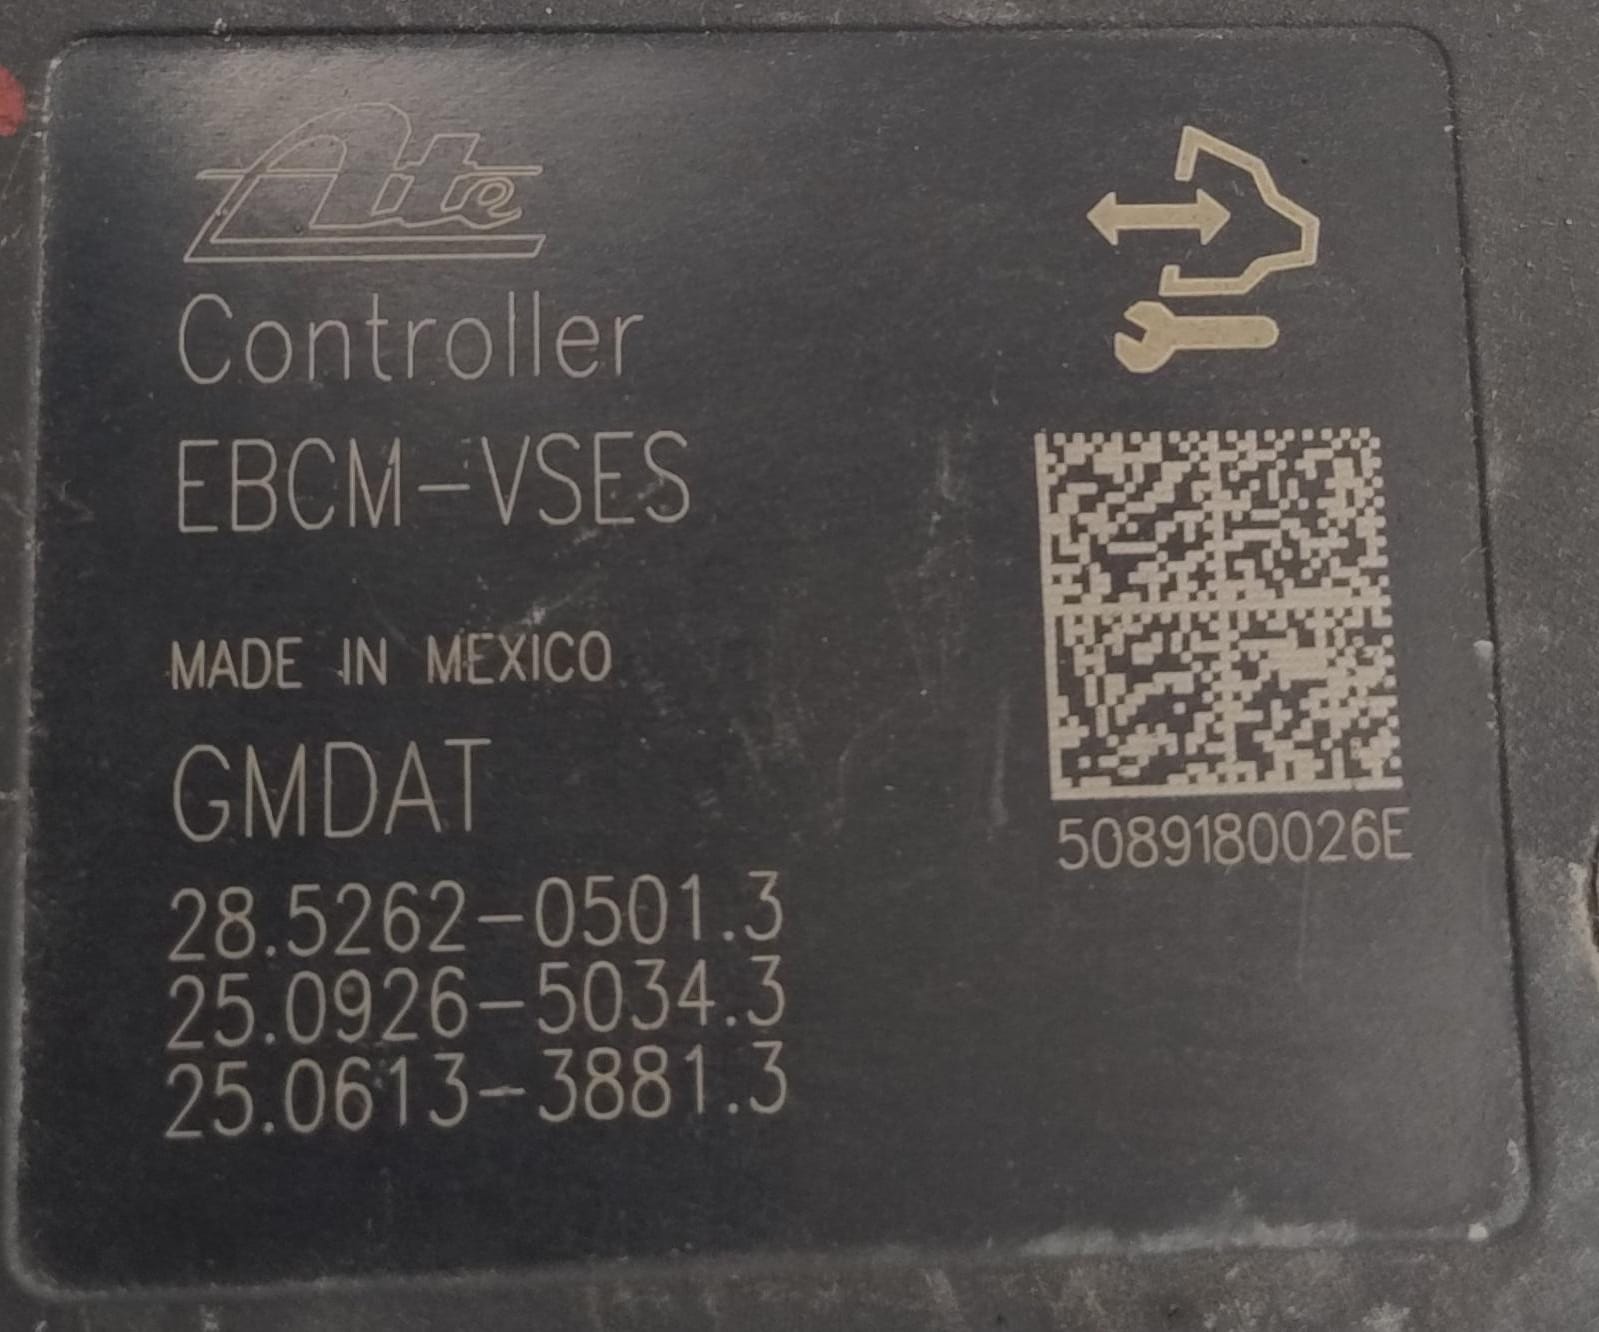 Ate
Controller
EBCM-VSES
MADE IN MEXICO
GMDAT
28.5262-0501.3
25.0926-5034.3
25.0613-3881.3
5089180026E